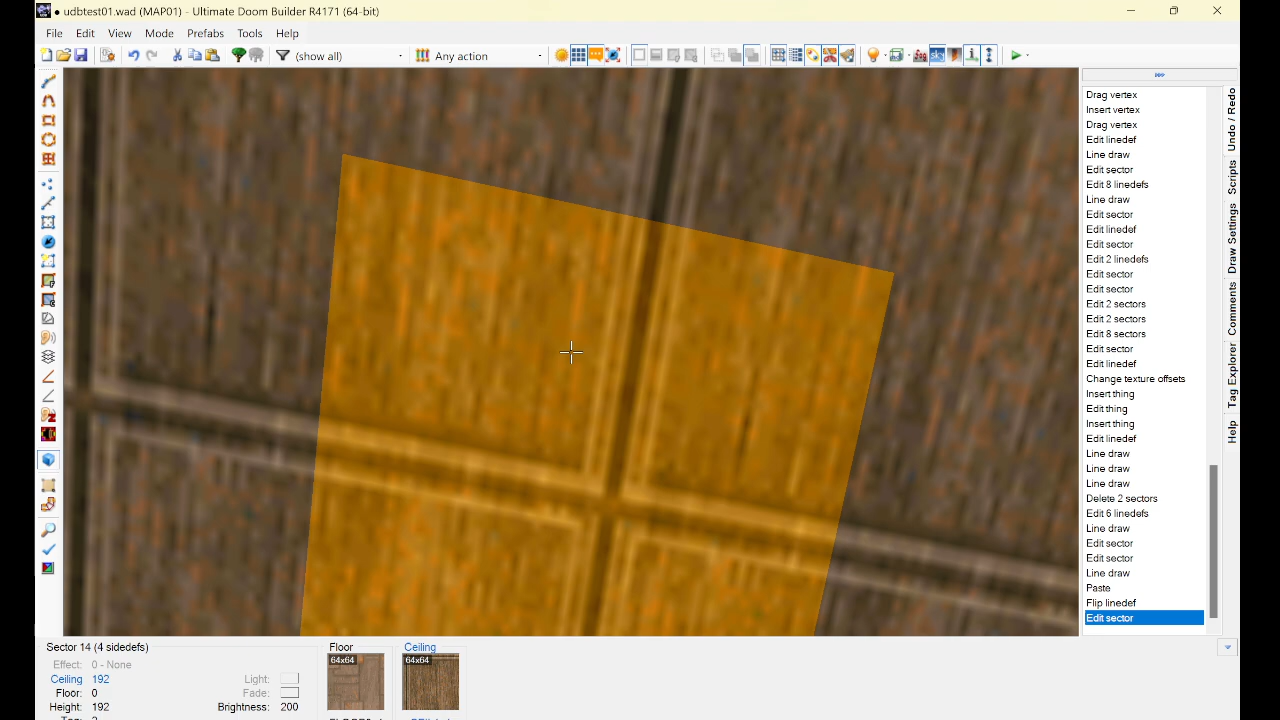 udbtest01.wad (MAP01) - Ultimate Doom Builder R4171 (64-bit)
File Edit View Mode Prefabs Tools Help
(show all) Any action
Drag vertex
Insert vertex
Drag vertex
Edit linedef
Line draw
Edit sector
Edit 8 linedefs
Line draw
Edit sector
Edit linedef
Edit sector
Edit 2 linedefs
Edit sector
Edit sector
Edit 2 sectors
Edit 2 sectors
Edit 8 sectors
Edit sector
Edit linedef
Change texture offsets
Insert thing
Edit thing
Insert thing
Edit linedef
Line draw
Line draw
Line draw
Delete 2 sectors
Edit 6 linedefs
Line draw
Edit sector
Edit sector
Line draw
Paste
Flip linedef
Edit sector
Undo / Redo
Scripts
Draw Settings
Comments
Tag Explorer
Help
Sector 14 (4 sidedefs)
Effect: 0 - None
Ceiling 192
Floor: 0
Height: 192
Light:
Fade:
Brightness: 200
Floor
64x64
Ceiling
64x64